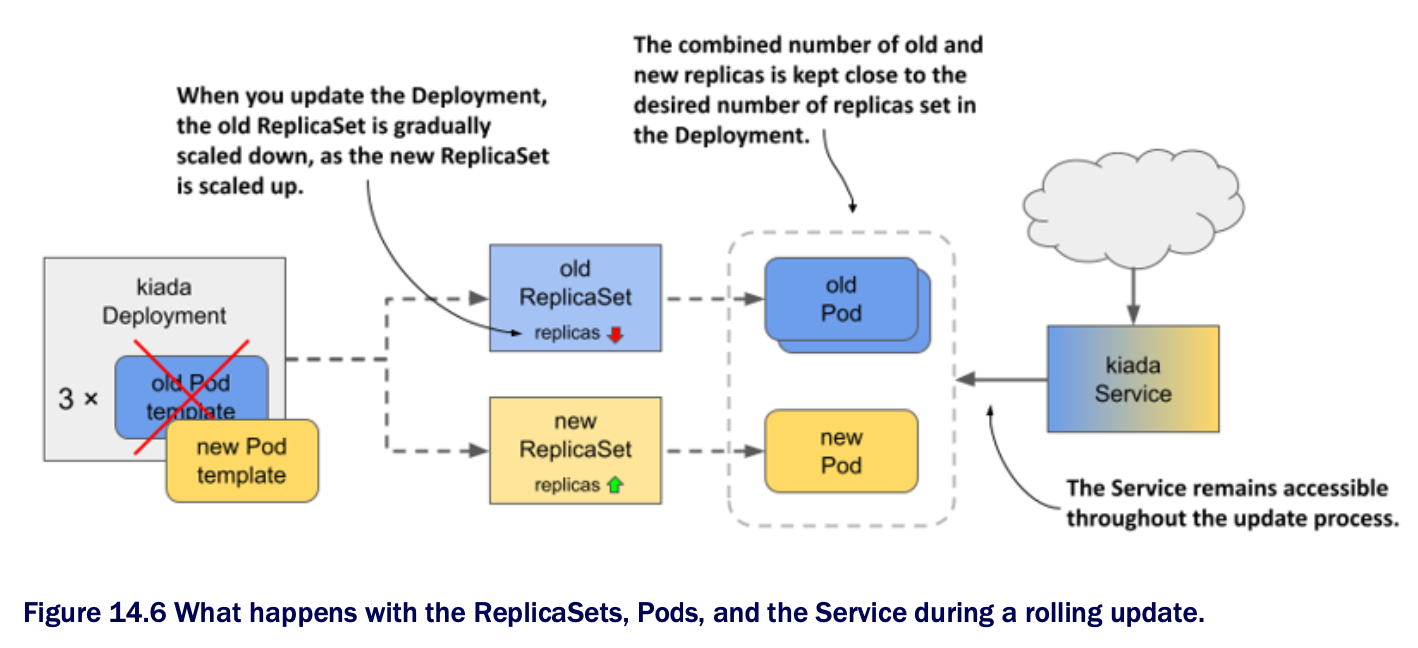 The combined number of old and
new replicas is kept close to the
desired number of replicas set in
the Deployment.
When you update the Deployment,
the old ReplicaSet is gradually
scaled down, as the new ReplicaSet
is scaled up.
kiada
Deployment
3 ×
old Pod
template
new Pod
template
old
ReplicaSet
replicas
new
ReplicaSet
replicas
old
Pod
new
Pod
kiada
Service
The Service remains accessible
throughout the update process.
Figure 14.6 What happens with the ReplicaSets, Pods, and the Service during a rolling update.